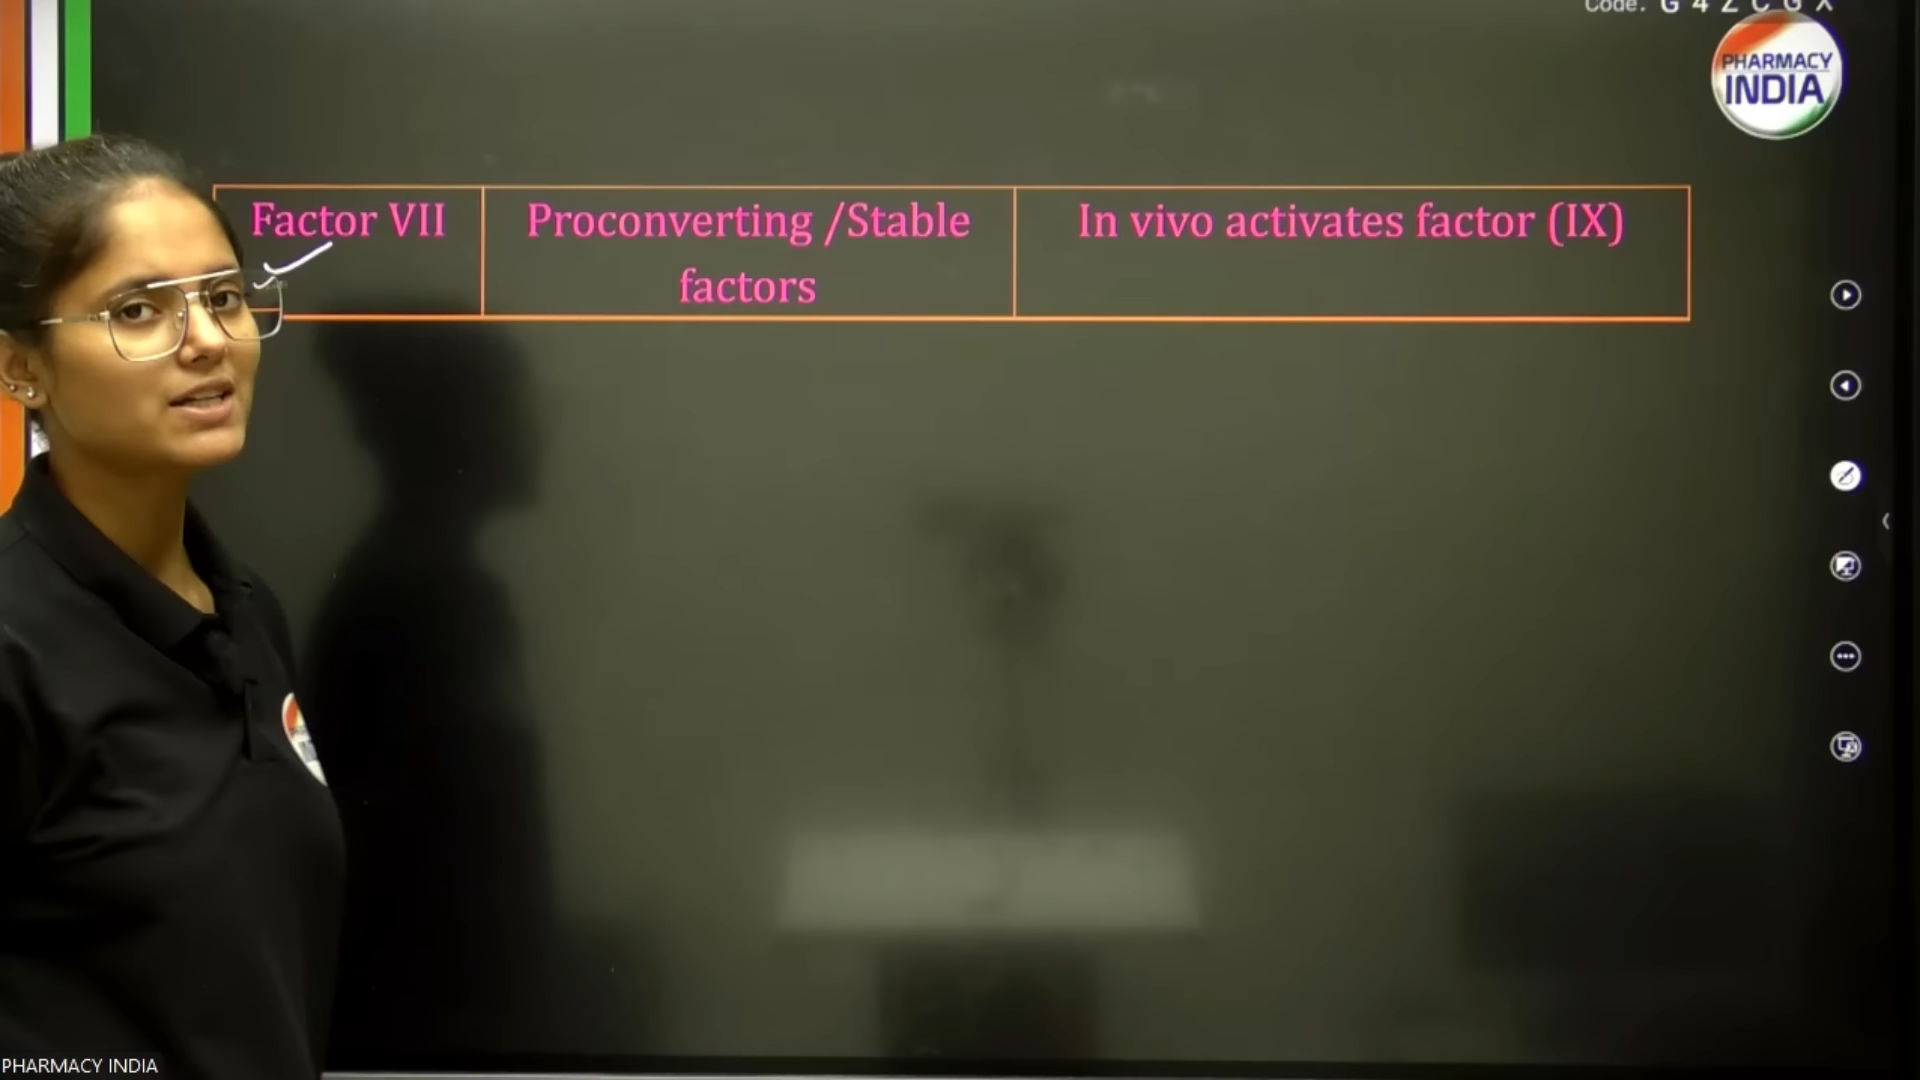 Code: G 4 Z C G X
PHARMACY
INDIA
Factor VII
Proconverting /Stable
factors
In vivo activates factor (IX)
PHARMACY INDIA